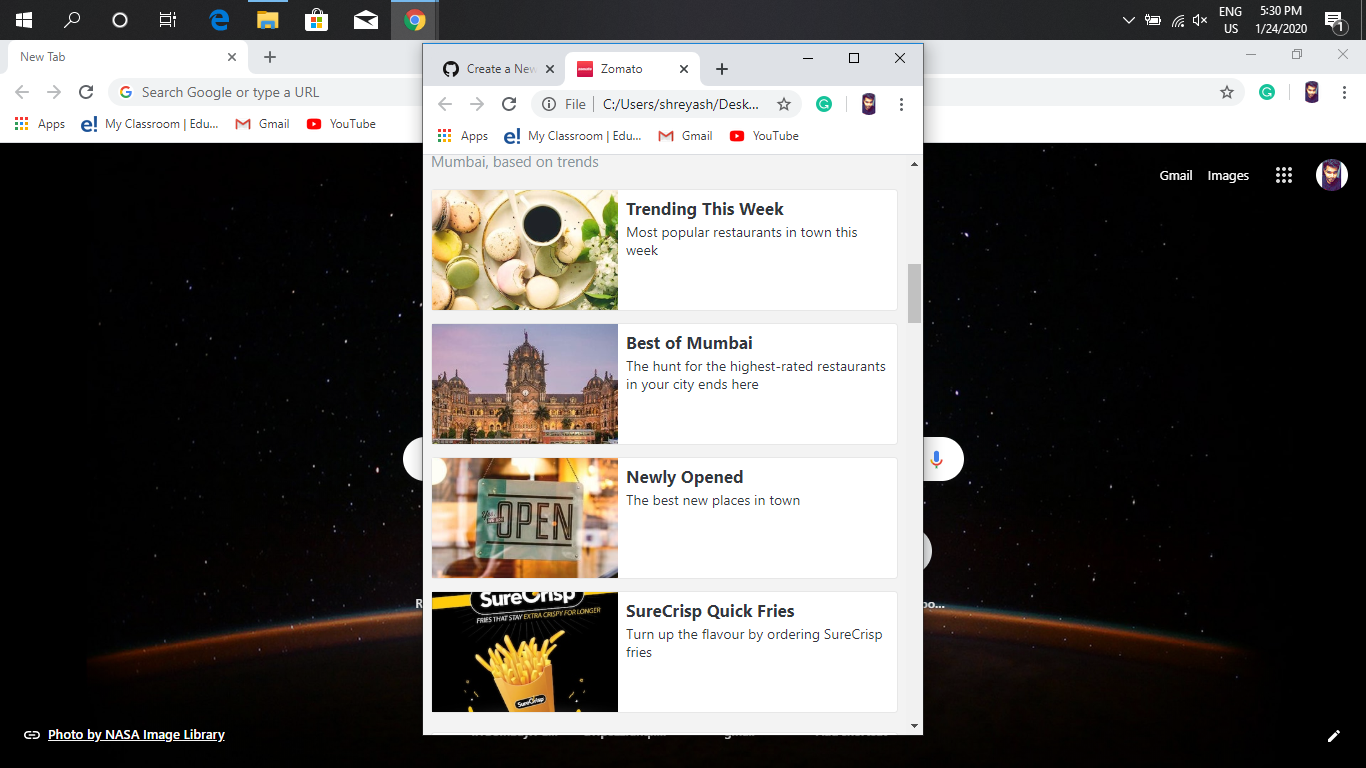 ENG
US
5:30 PM
1/24/2020
1
New Tab
Search Google or type a URL
Apps
e! My Classroom | Edu...
Gmail
YouTube
Create a New
Zomato
File
C:/Users/shreyash/Desk...
Apps
e! My Classroom | Edu...
Gmail
YouTube
Gmail
Images
Mumbai, based on trends
Trending This Week
Most popular restaurants in town this
week
Best of Mumbai
The hunt for the highest-rated restaurants
in your city ends here
OPEN
Newly Opened
The best new places in town
SureCrisp
FRIES THAT STAY EXTRA CRISPY FOR LONGER
SureCrisp
SureCrisp Quick Fries
Turn up the flavour by ordering SureCrisp
fries
Photo by NASA Image Library